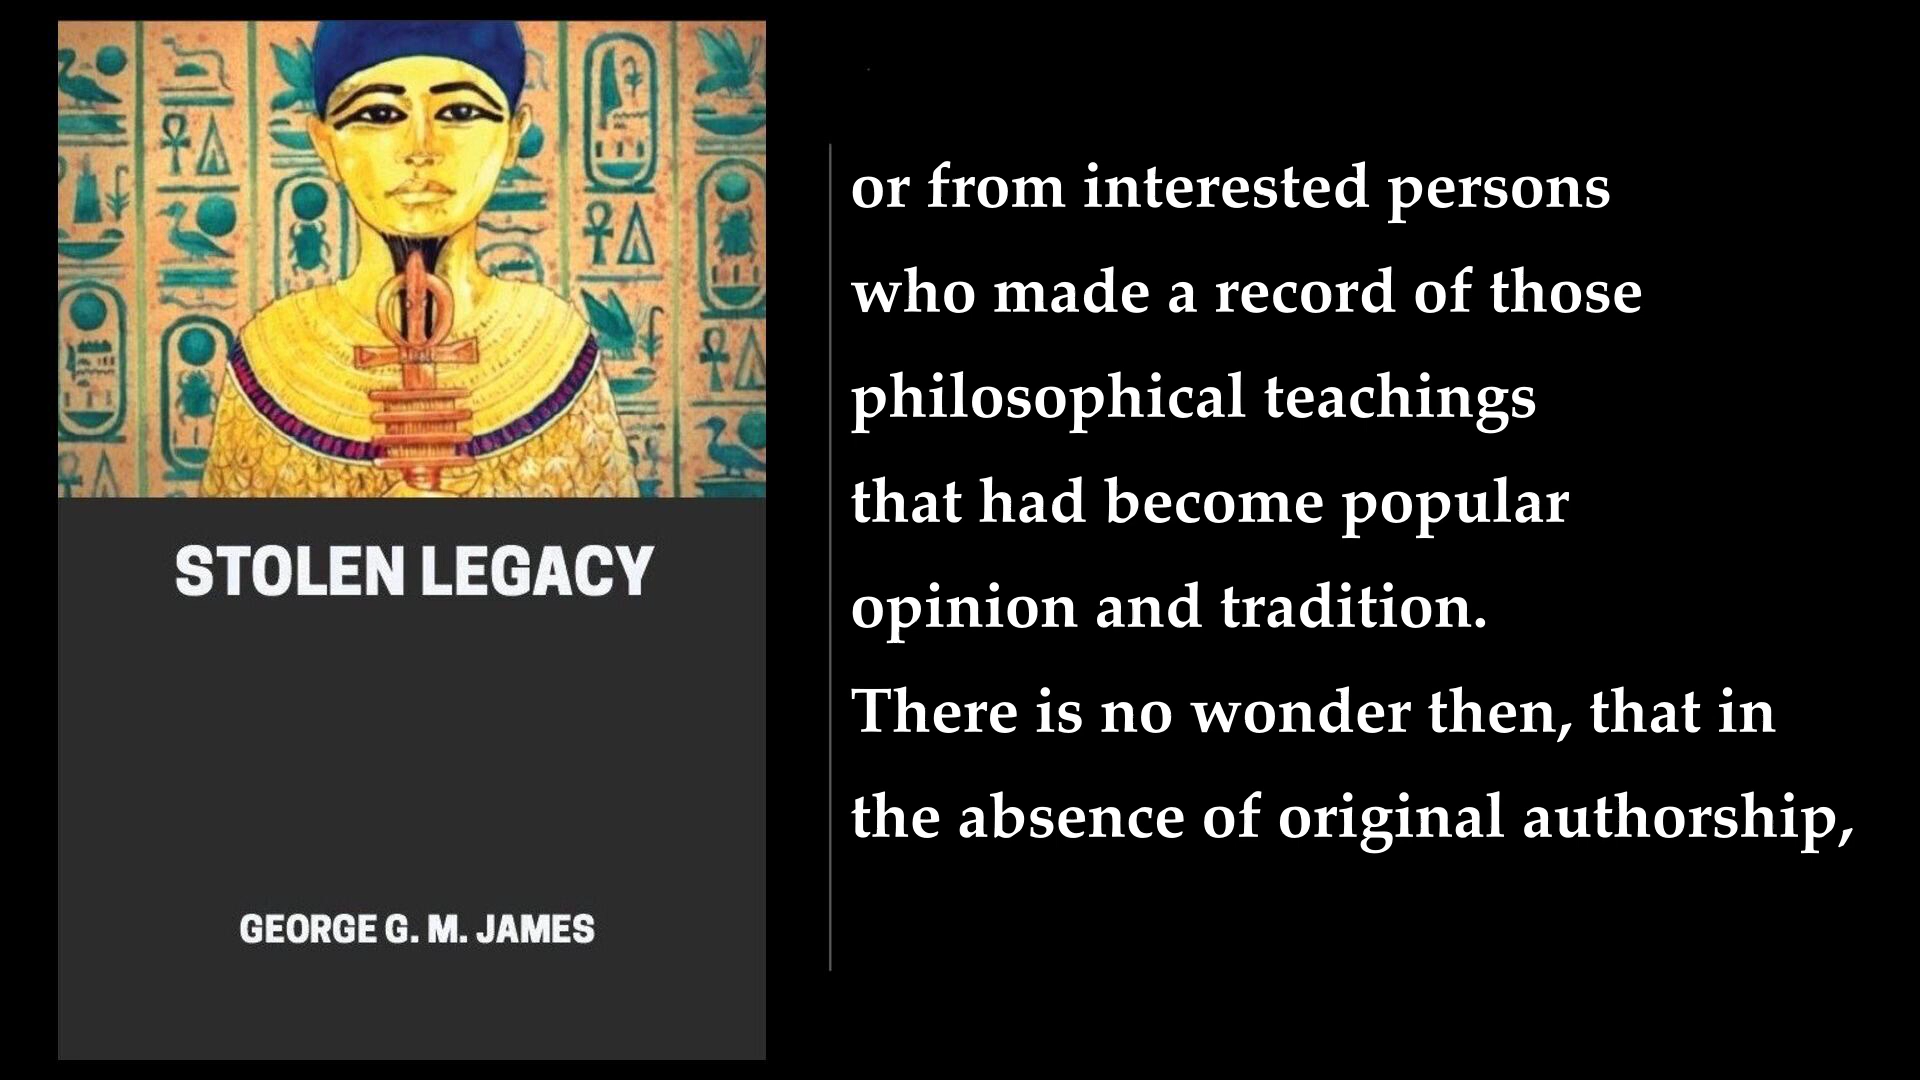 STOLEN LEGACY
GEORGE G. M. JAMES
or from interested persons
who made a record of those
philosophical teachings
that had become popular
opinion and tradition.
There is no wonder then, that in
the absence of original authorship,